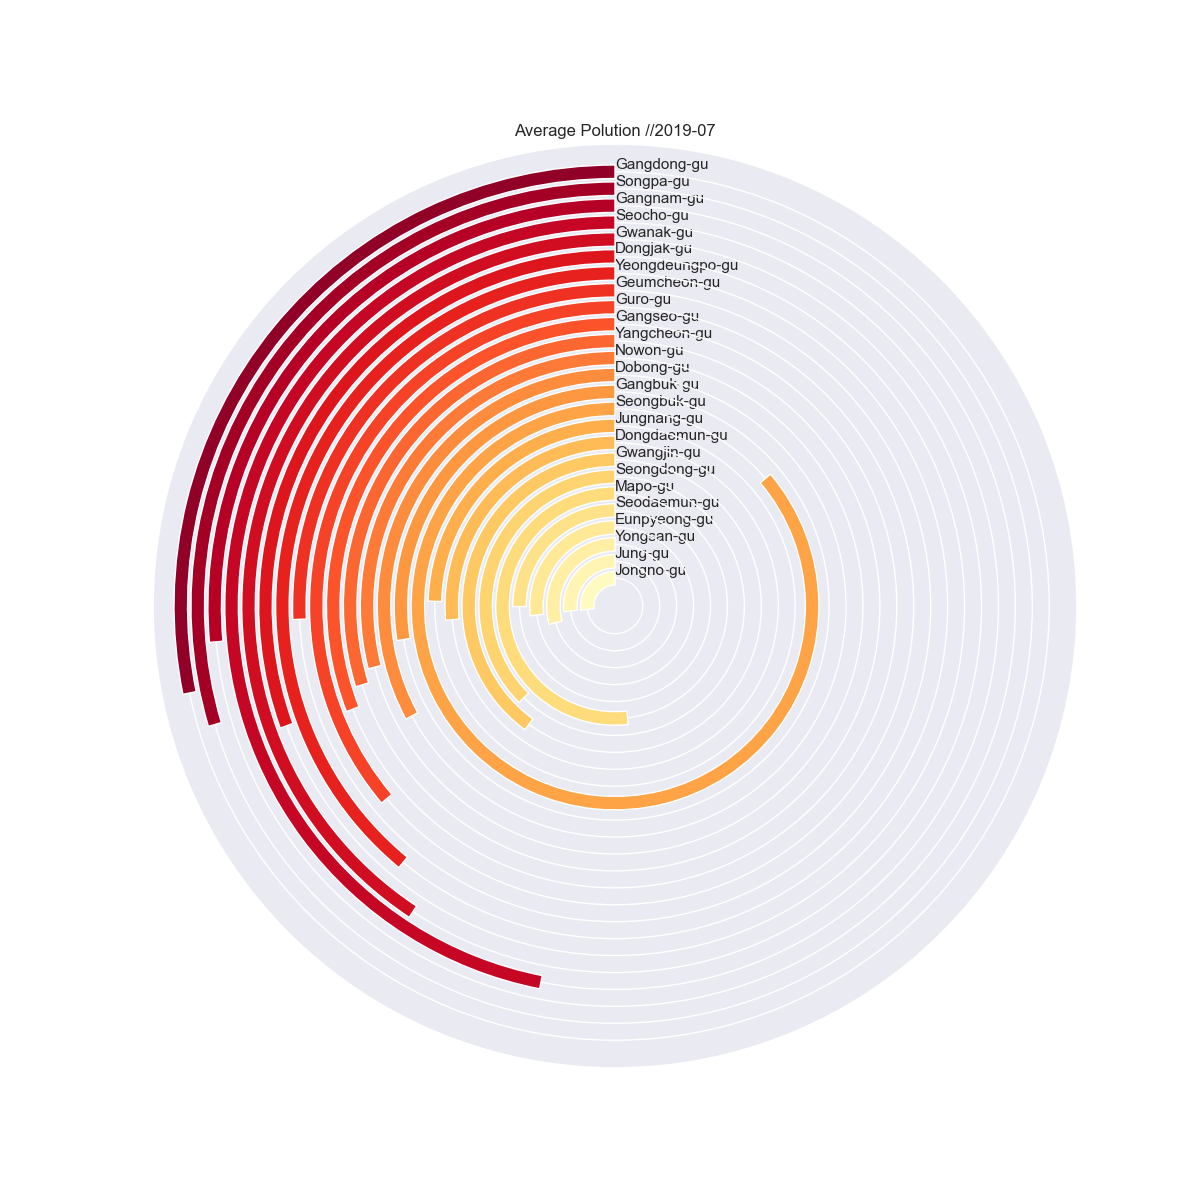 Average Polution //2019-07
Gangdong-gu
Songpa-gu
Gangnam-gu
Seocho-gu
Gwanak-gu
Dongjak-gu
Yeongdeungpo-gu
Geumcheon-gu
Guro-gu
Gangseo-gu
Yangcheon-gu
Nowon-gu
Dobong-gu
Gangbuk-gu
Seongbuk-gu
Jungnang-gu
Dongdaemun-gu
Gwangjin-gu
Seongdong-gu
Mapo-gu
Seodaemun-gu
Eunpyeong-gu
Yongsan-gu
Jung-gu
Jongno-gu